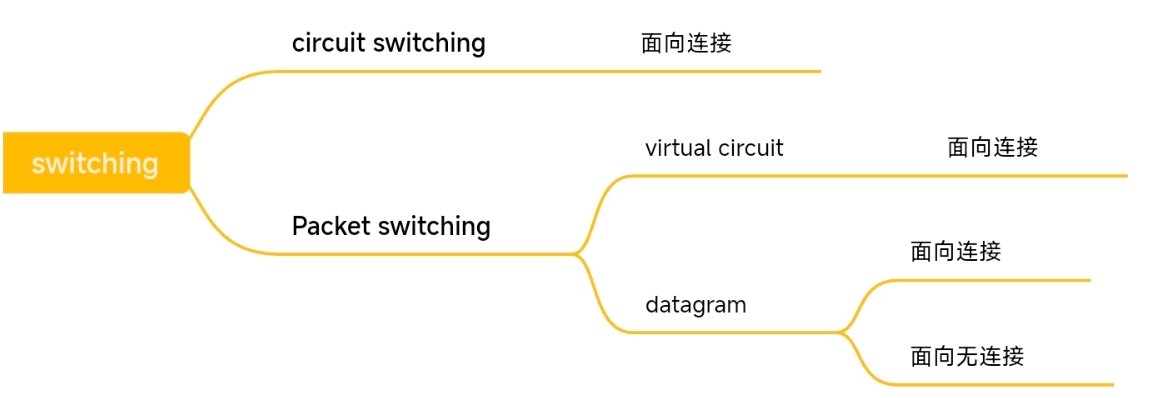 switching
circuit switching 面向连接
Packet switching
virtual circuit 面向连接
datagram
面向连接
面向无连接